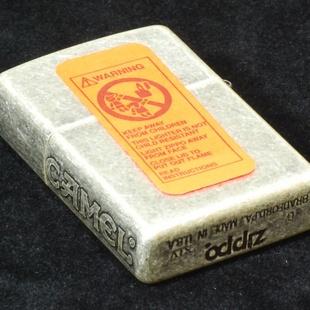 WARNING
KEEP AWAY
FROM CHILDREN
THIS LIGHTER IS NOT
CHILD RESISTANT
LIGHT ZIPPO AWAY
FROM FACE
CLOSE LID TO
PUT OUT FLAME
READ
INSTRUCTIONS
CAMEL
zippo
BRADFORD, PA. MADE IN U.S.A.
G XIV